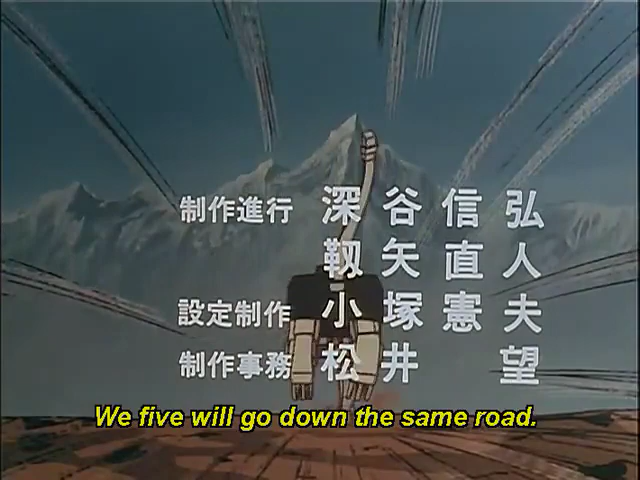 制作進行 深谷信弘
靱矢直人
設定制作 小塚憲夫
制作事務 松井 望
We five will go down the same road.